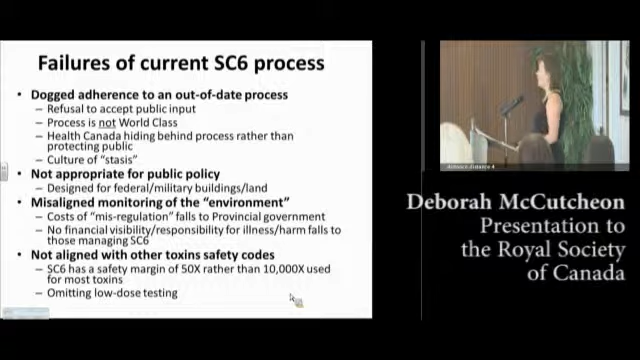 Failures of current SC6 process
• Dogged adherence to an out-of-date process
– Refusal to accept public input
– Process is not World Class
– Health Canada hiding behind process rather than
protecting public
– Culture of "stasis"
• Not appropriate for public policy
– Designed for federal/military buildings/land
• Misaligned monitoring of the "environment"
– Costs of "mis-regulation" falls to Provincial government
– No financial visibility/responsibility for illness/harm falls to
those managing SC6
• Not aligned with other toxins safety codes
– SC6 has a safety margin of 50X rather than 10,000X used
for most toxins
– Omitting low-dose testing
Deborah McCutcheon
Presentation to
the Royal Society
of Canada